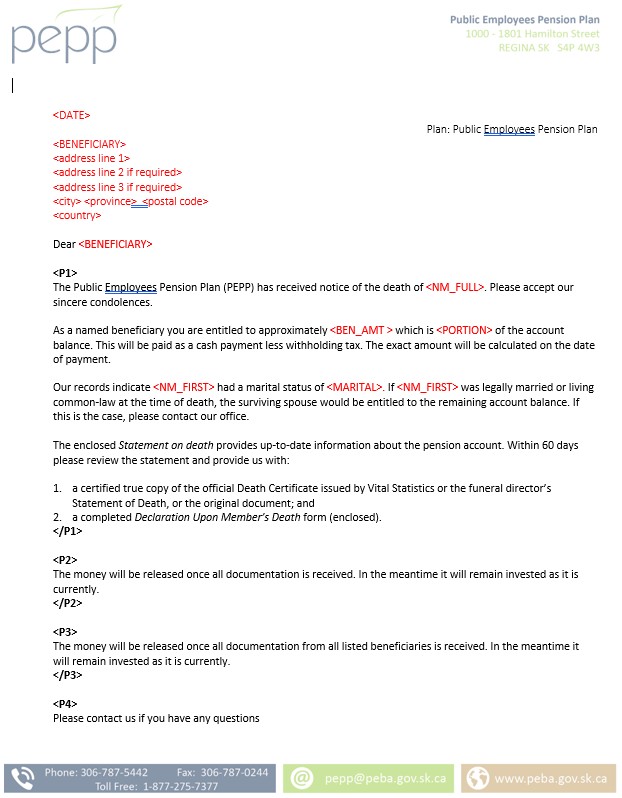 pepp
Public Employees Pension Plan
1000 - 1801 Hamilton Street
REGINA SK S4P 4W3
<DATE>
Plan: Public Employees Pension Plan
<BENEFICIARY>
<address line 1>
<address line 2 if required>
<address line 3 if required>
<city> <province> <postal code>
<country>
Dear <BENEFICIARY>
<P1>
The Public Employees Pension Plan (PEPP) has received notice of the death of <NM_FULL>. Please accept our
sincere condolences.
As a named beneficiary you are entitled to approximately <BEN_AMT > which is <PORTION> of the account
balance. This will be paid as a cash payment less withholding tax. The exact amount will be calculated on the date
of payment.
Our records indicate <NM_FIRST> had a marital status of <MARITAL>. If <NM_FIRST> was legally married or living
common-law at the time of death, the surviving spouse would be entitled to the remaining account balance. If
this is the case, please contact our office.
The enclosed Statement on death provides up-to-date information about the pension account. Within 60 days
please review the statement and provide us with:
1. a certified true copy of the official Death Certificate issued by Vital Statistics or the funeral director's
Statement of Death, or the original document; and
2. a completed Declaration Upon Member's Death form (enclosed).
</P1>
<P2>
The money will be released once all documentation is received. In the meantime it will remain invested as it is
currently.
</P2>
<P3>
The money will be released once all documentation from all listed beneficiaries is received. In the meantime it
will remain invested as it is currently.
</P3>
<P4>
Please contact us if you have any questions
Phone: 306-787-5442 Fax: 306-787-0244
Toll Free: 1-877-275-7377
pepp@peba.gov.sk.ca
www.peba.gov.sk.ca